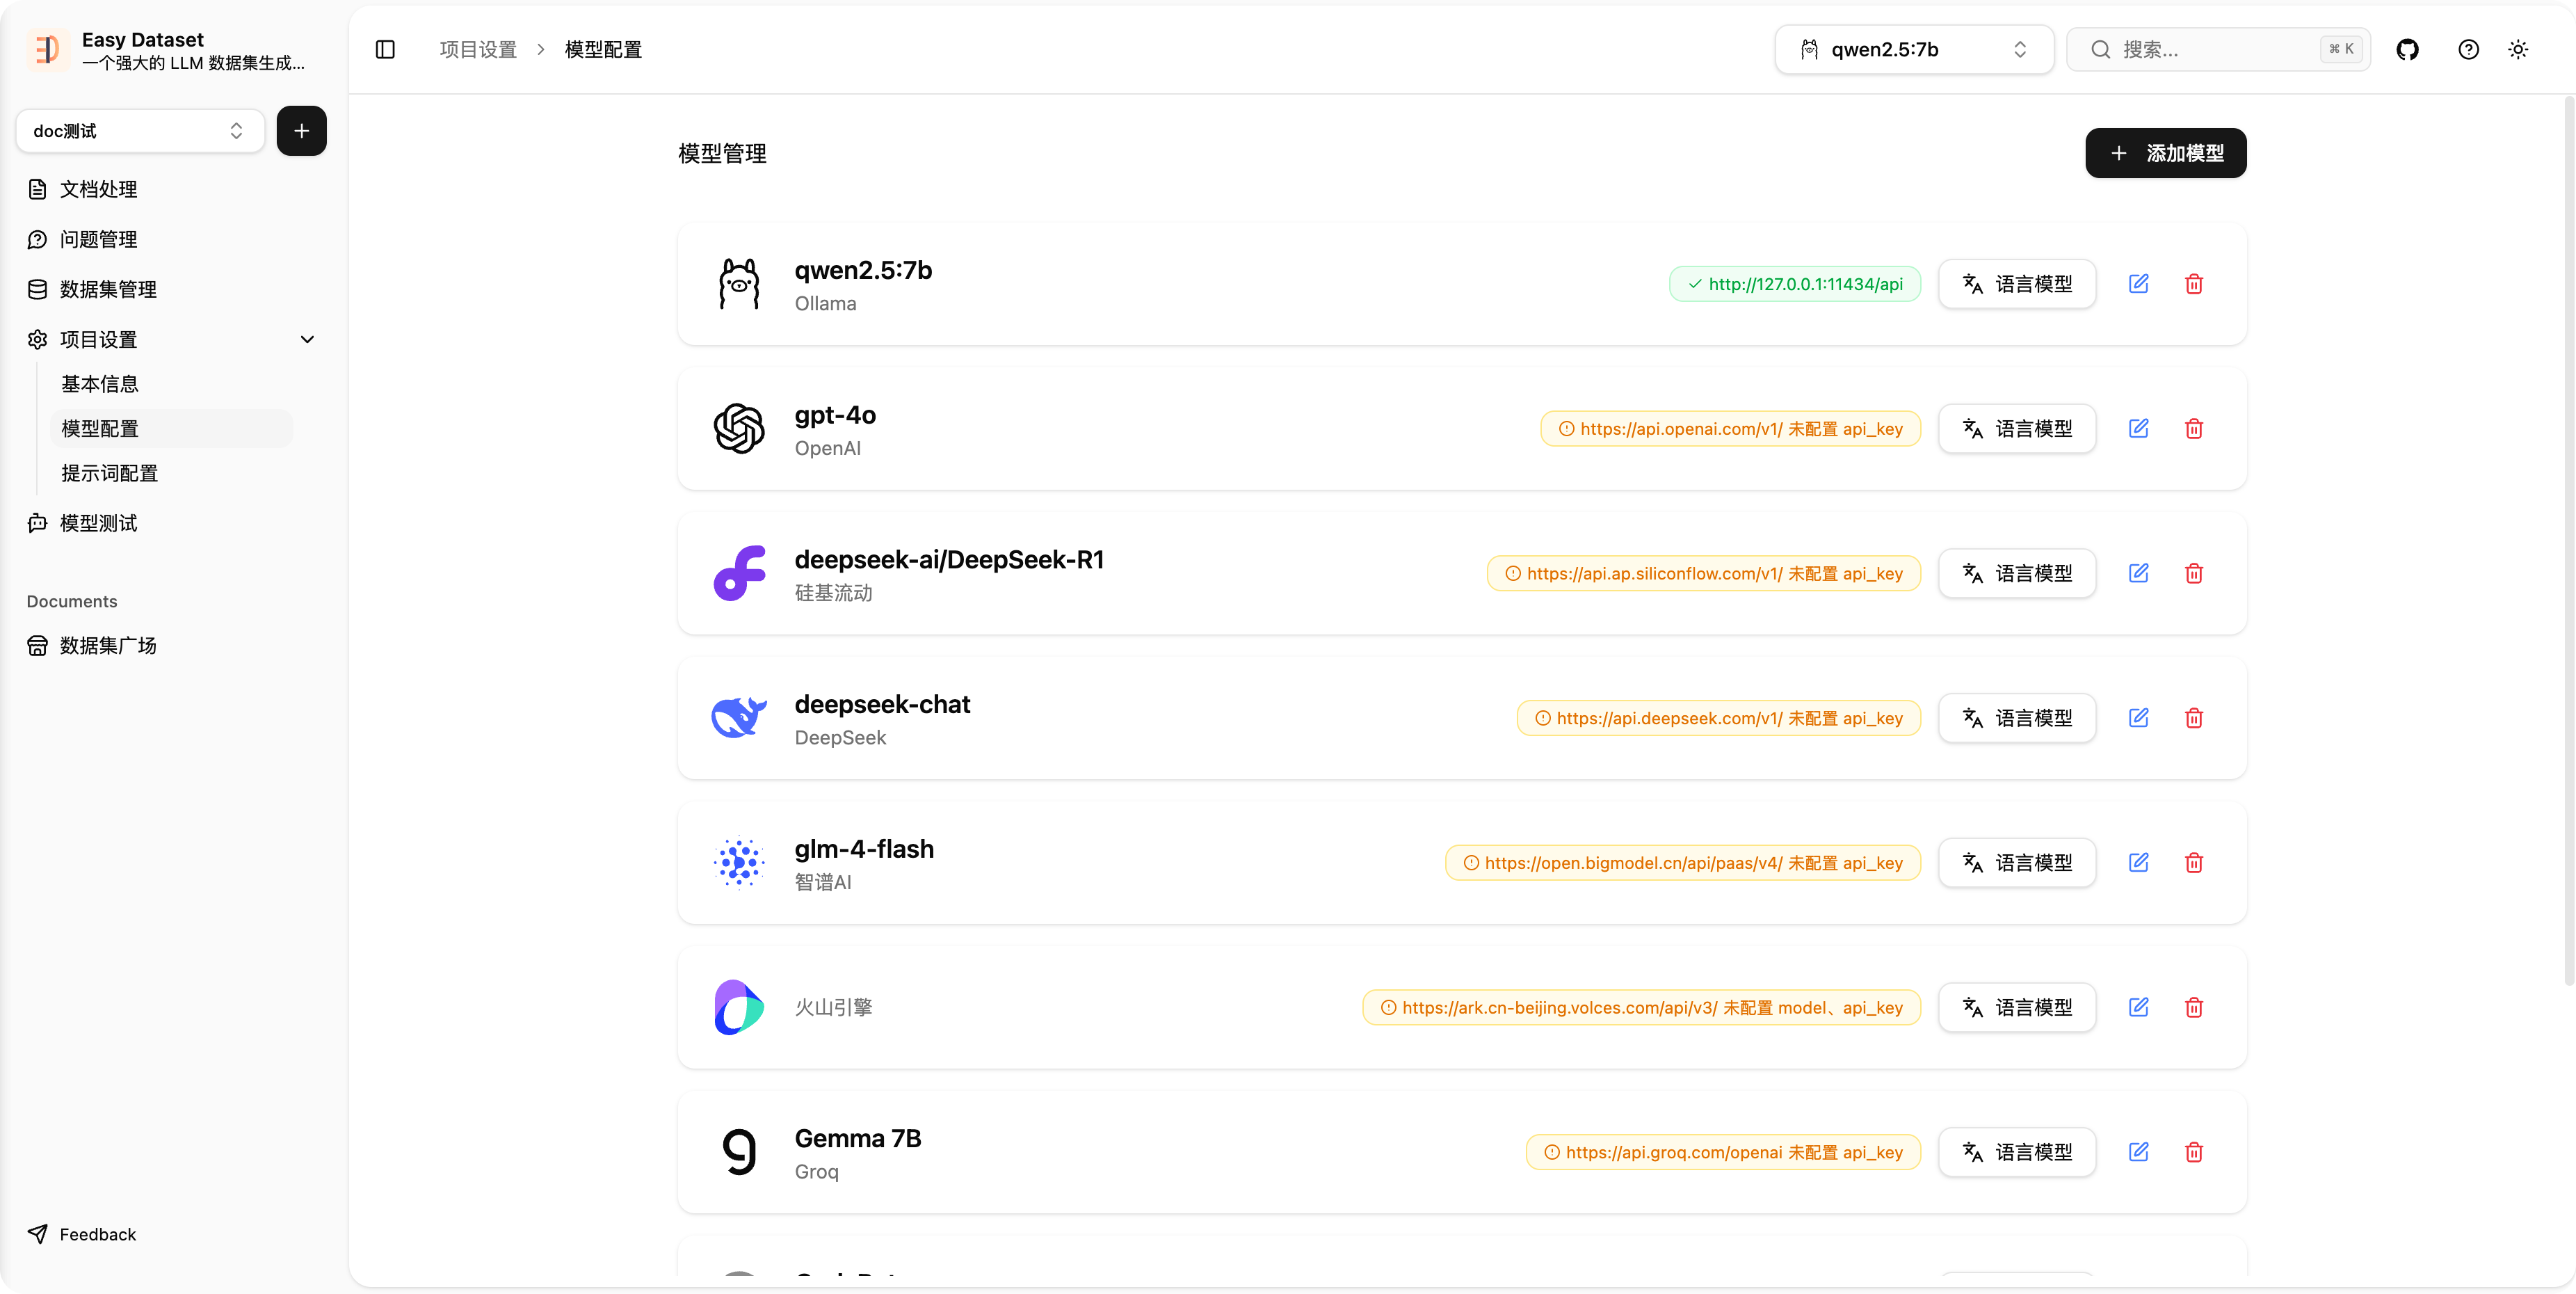 Easy Dataset
一个强大的 LLM 数据集生成...
doc测试
文档处理
问题管理
数据集管理
项目设置
基本信息
模型配置
提示词配置
模型测试
Documents
数据集广场
Feedback
项目设置 > 模型配置
qwen2.5:7b
搜索...
⌘ K
模型管理
添加模型
qwen2.5:7b
Ollama
http://127.0.0.1:11434/api
语言模型
gpt-4o
OpenAI
https://api.openai.com/v1/ 未配置 api_key
语言模型
deepseek-ai/DeepSeek-R1
硅基流动
https://api.ap.siliconflow.com/v1/ 未配置 api_key
语言模型
deepseek-chat
DeepSeek
https://api.deepseek.com/v1/ 未配置 api_key
语言模型
glm-4-flash
智谱AI
https://open.bigmodel.cn/api/paas/v4/ 未配置 api_key
语言模型
火山引擎
https://ark.cn-beijing.volces.com/api/v3/ 未配置 model、api_key
语言模型
Gemma 7B
Groq
https://api.groq.com/openai 未配置 api_key
语言模型